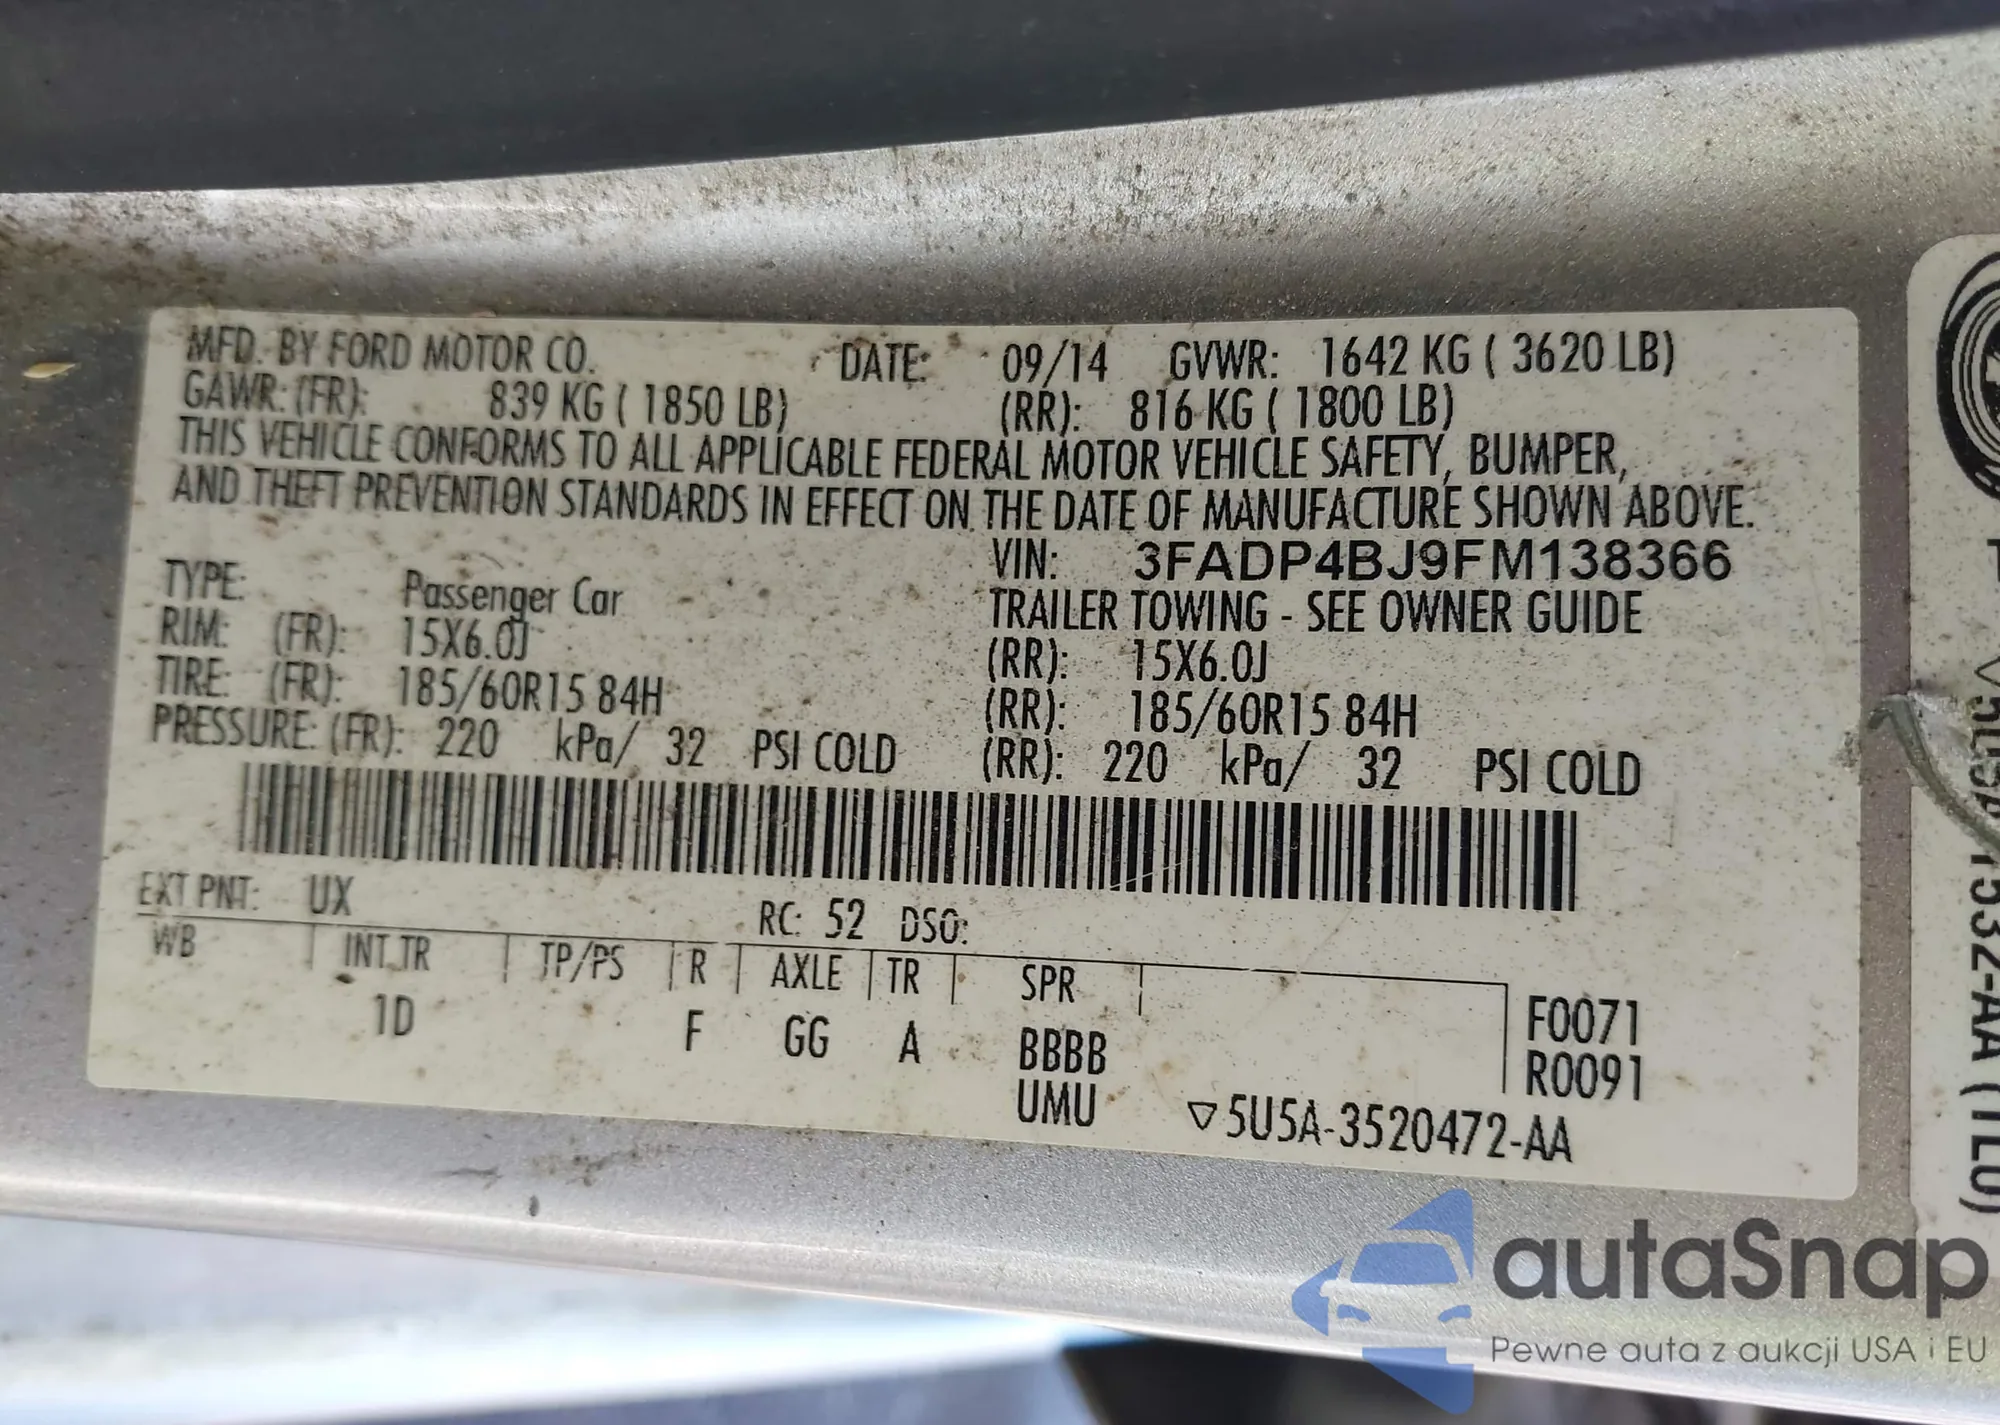 MFD. BY FORD MOTOR CO. DATE: 09/14 GVWR: 1642 KG ( 3620 LB)
GAWR: (FR): 839 KG ( 1850 LB) (RR): 816 KG ( 1800 LB)
THIS VEHICLE CONFORMS TO ALL APPLICABLE FEDERAL MOTOR VEHICLE SAFETY, BUMPER,
AND THEFT PREVENTION STANDARDS IN EFFECT ON THE DATE OF MANUFACTURE SHOWN ABOVE.
VIN: 3FADP4BJ9FM138366
TYPE: Passenger Car TRAILER TOWING - SEE OWNER GUIDE
RIM: (FR): 15X6.0J (RR): 15X6.0J
TIRE: (FR): 185/60R15 84H (RR): 185/60R15 84H
PRESSURE: (FR): 220 kPa/ 32 PSI COLD (RR): 220 kPa/ 32 PSI COLD
EXT PNT: UX RC: 52 DSO:
WB INT TR TP/PS R AXLE TR SPR
1D F GG A BBBB
UMU
F0071
R0091
▽5U5A-3520472-AA
1532-AA (TL0)
autaSnap
Pewne auta z aukcji USA i EU